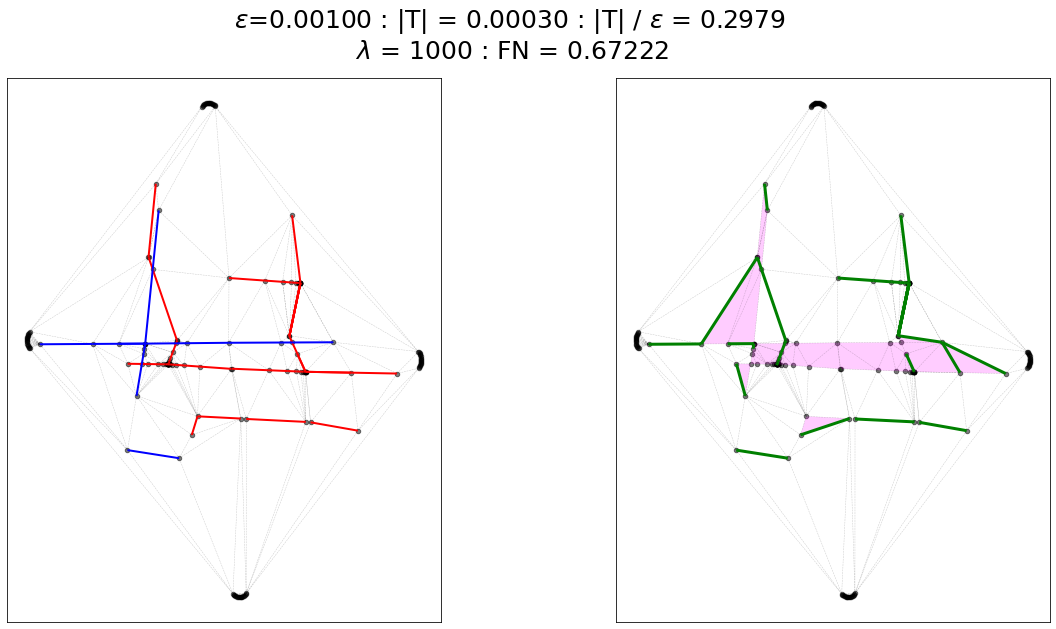 ε=0.00100 : |T| = 0.00030 : |T| / ε = 0.2979
λ = 1000 : FN = 0.67222